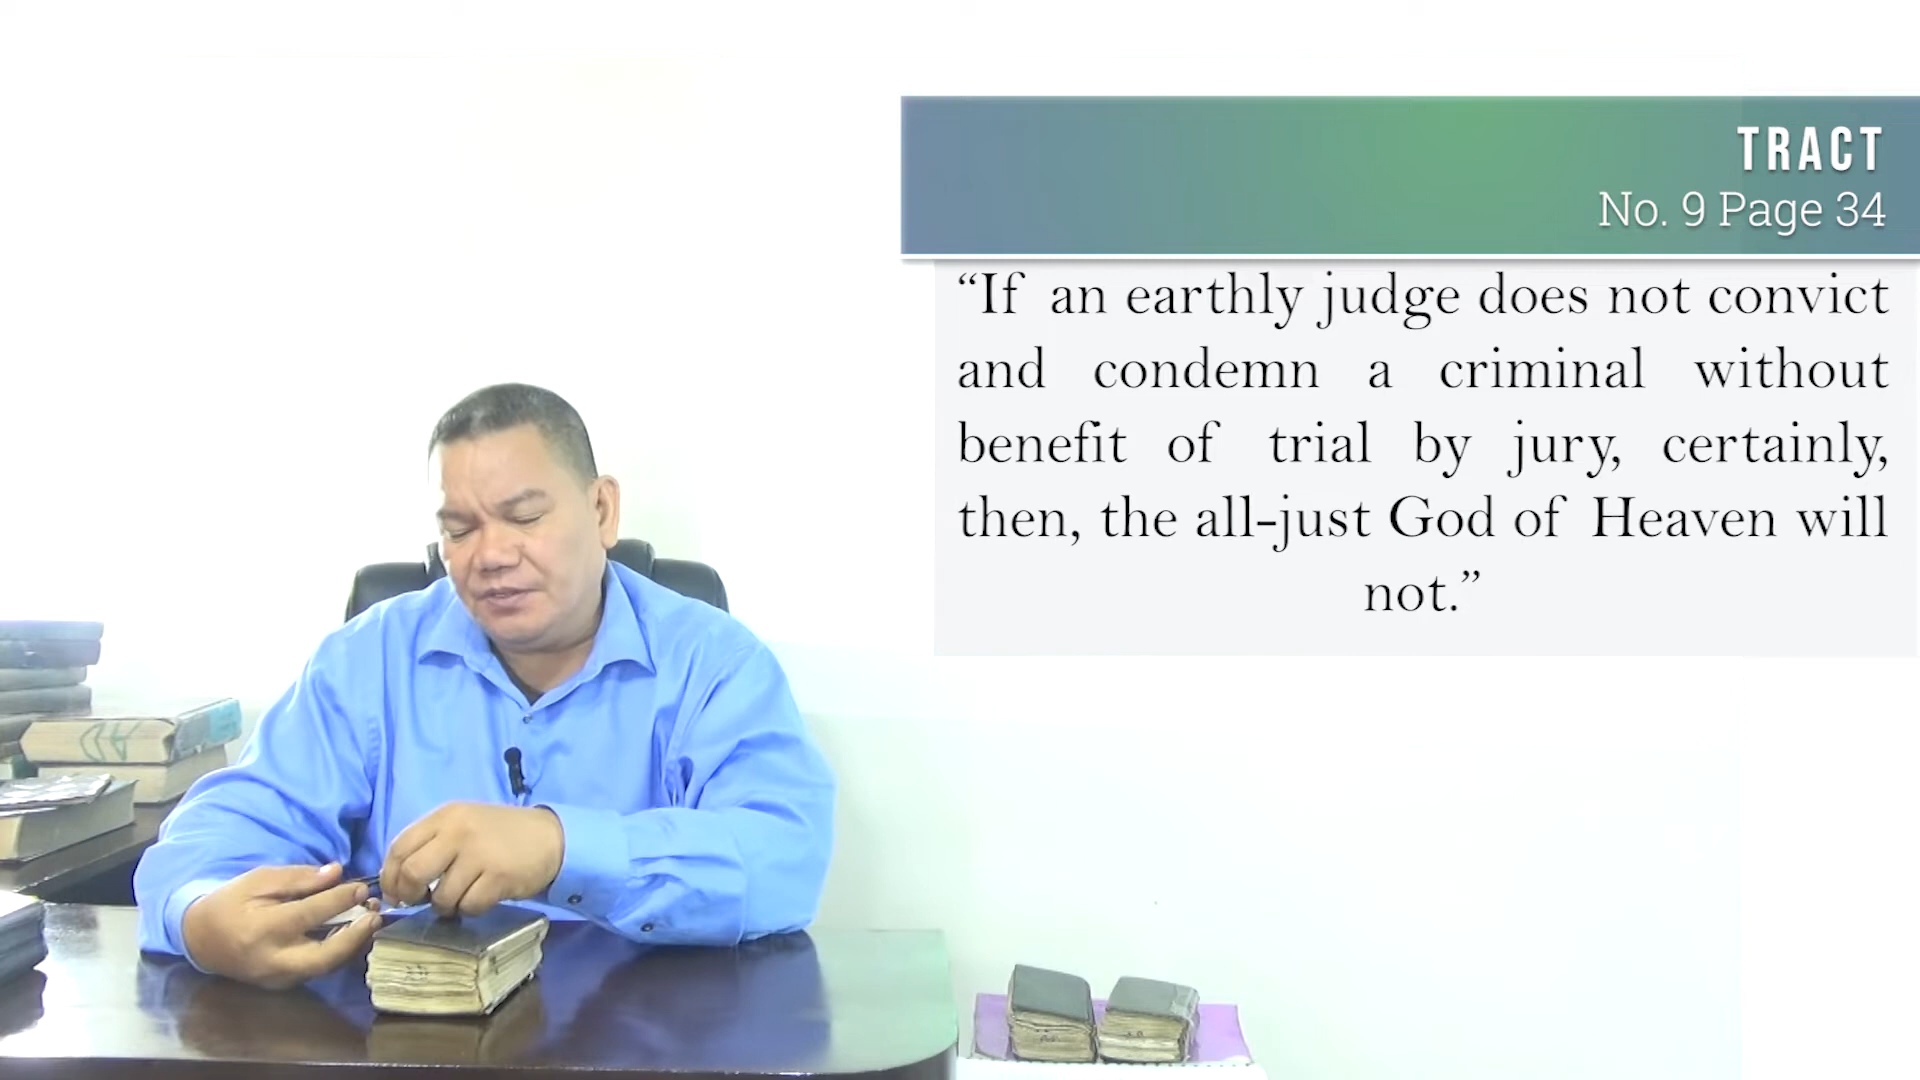 TRACT
No. 9 Page 34
“If an earthly judge does not convict
and condemn a criminal without
benefit of trial by jury, certainly,
then, the all-just God of Heaven will
not.”